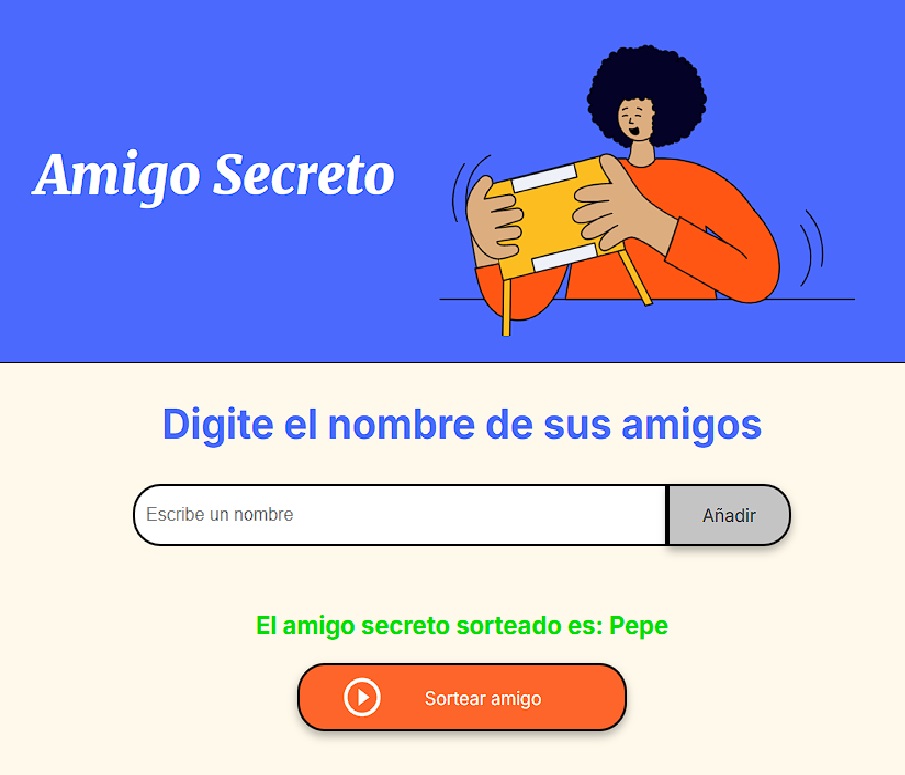 Amigo Secreto
Digite el nombre de sus amigos
Escribe un nombre
Añadir
El amigo secreto sorteado es: Pepe
Sortear amigo